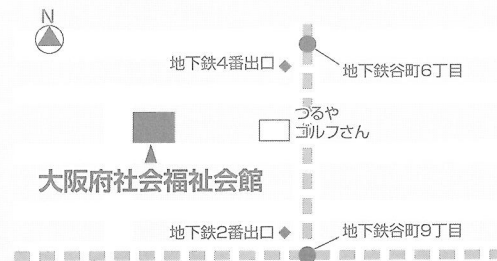 N
地下鉄4番出口
地下鉄谷町6丁目
つるや
ゴルフさん
大阪府社会福祉会館
地下鉄2番出口
地下鉄谷町9丁目